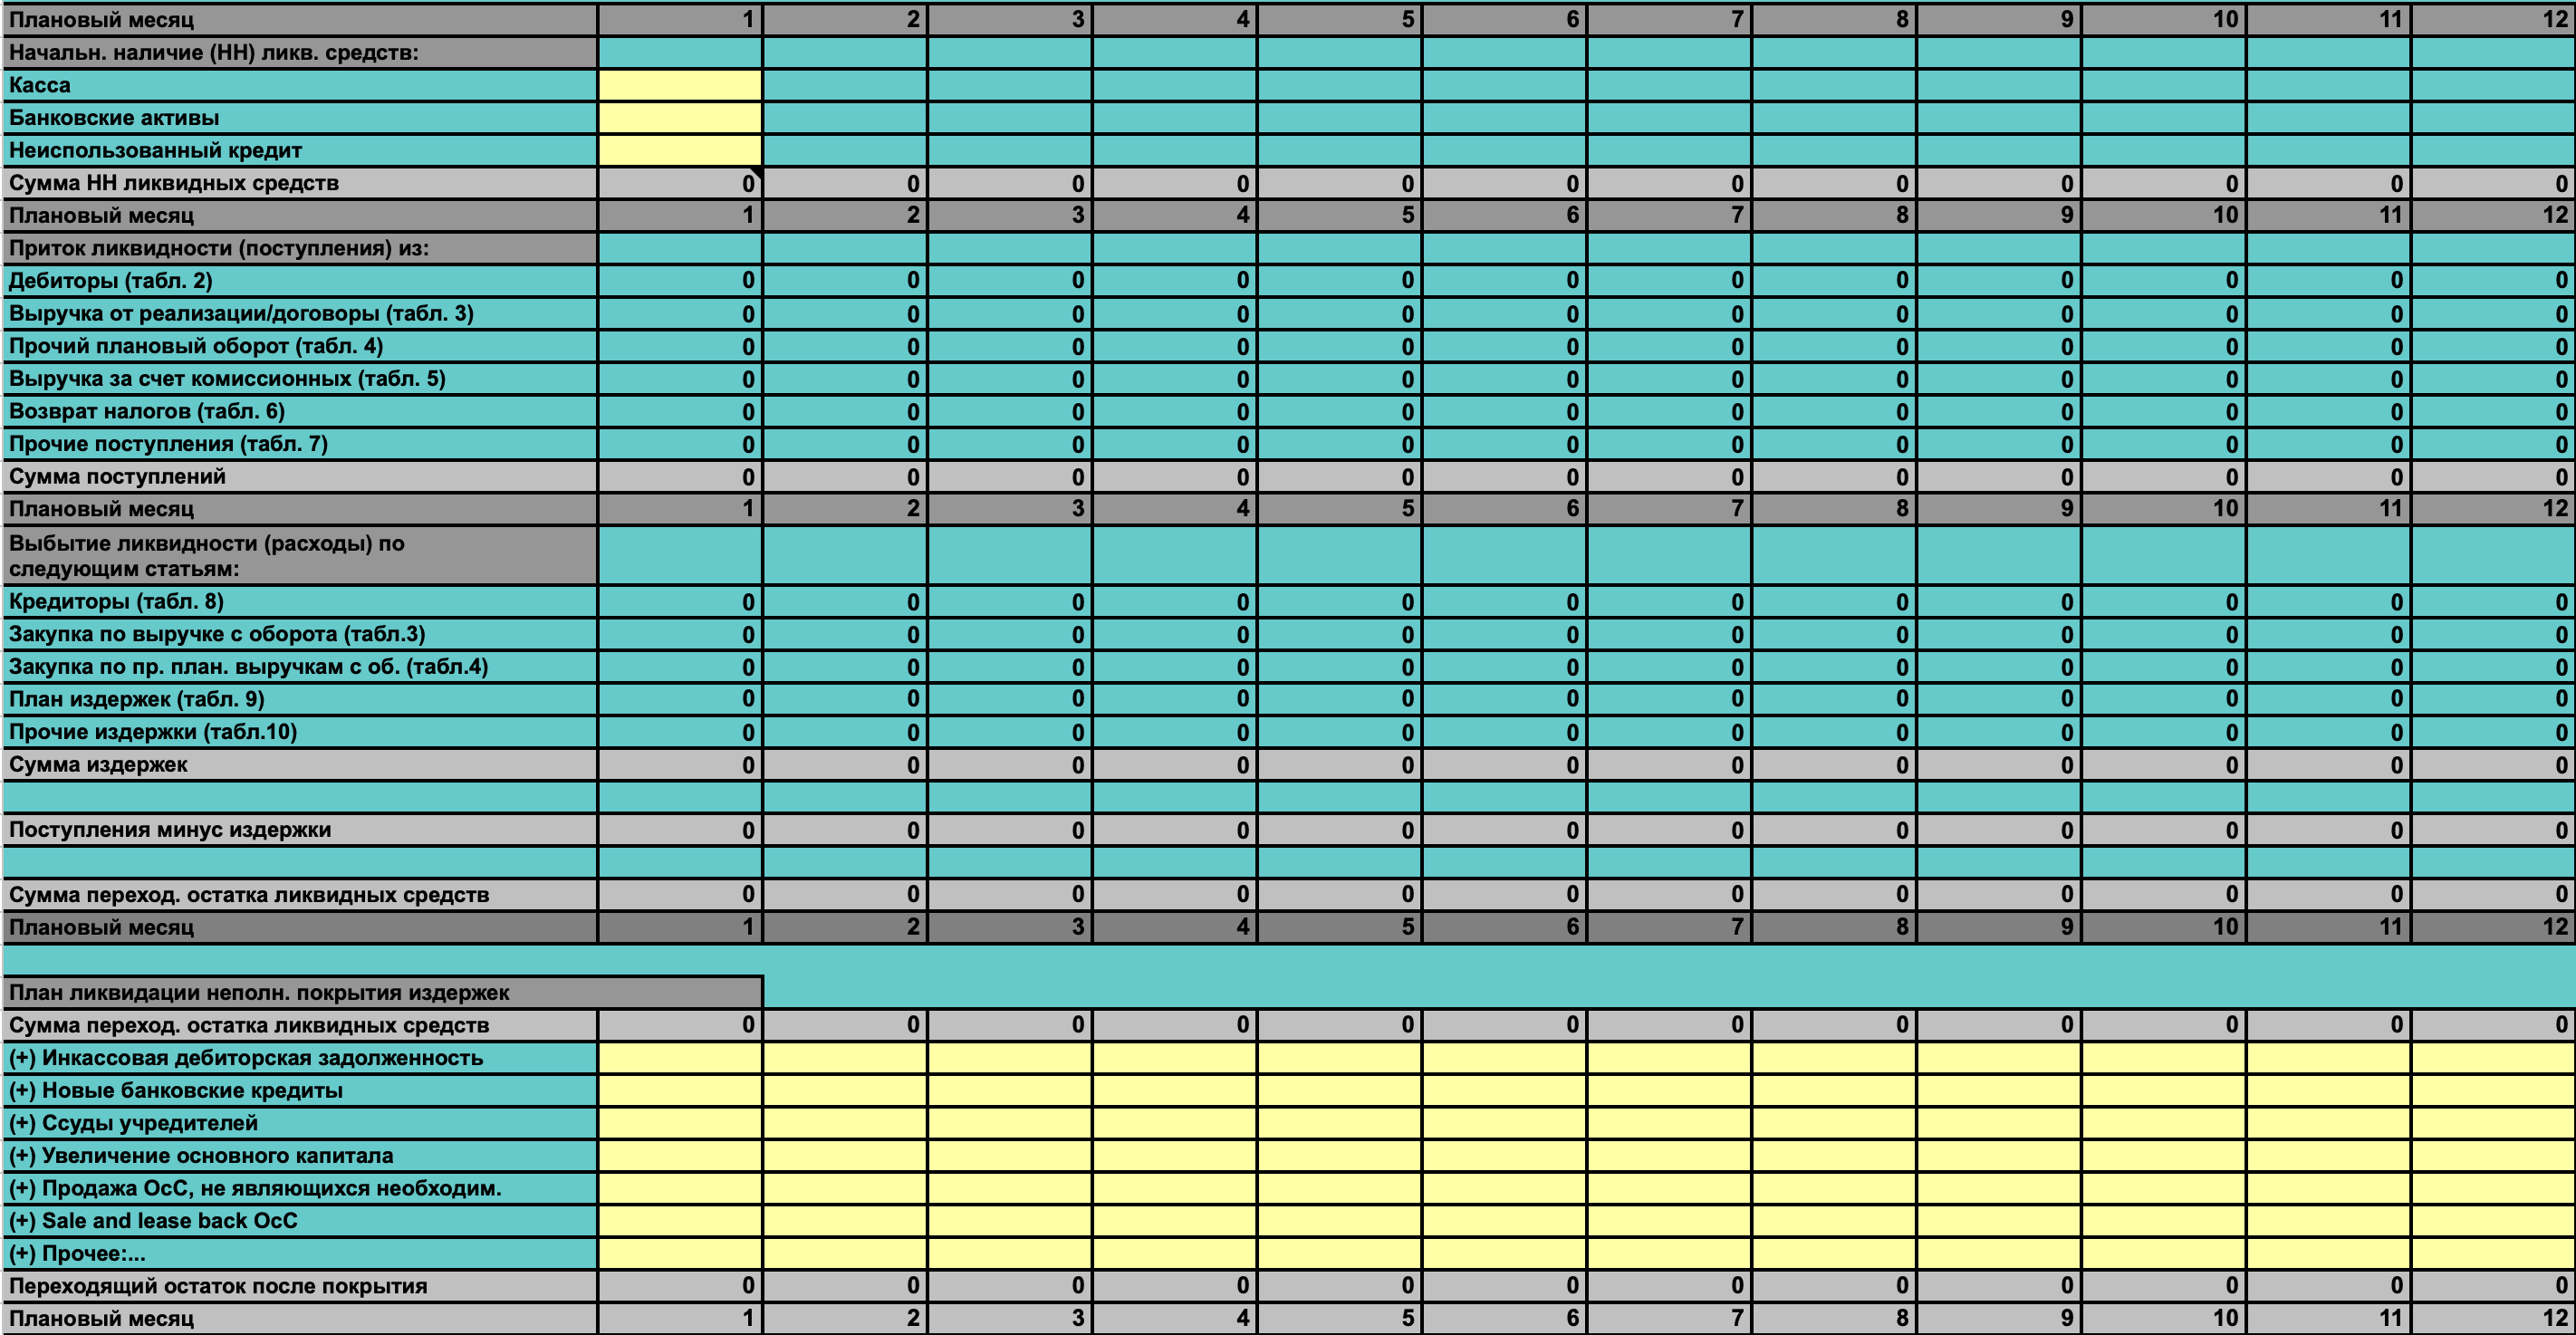 Плановый месяц 1 2 3 4 5 6 7 8 9 10 11 12
Начальн. наличие (НН) ликв. средств:
Касса
Банковские активы
Неиспользованный кредит
Сумма НН ликвидных средств 0 0 0 0 0 0 0 0 0 0 0 0
Плановый месяц 1 2 3 4 5 6 7 8 9 10 11 12
Приток ликвидности (поступления) из:
Дебиторы (табл. 2) 0 0 0 0 0 0 0 0 0 0 0 0
Выручка от реализации/договоры (табл. 3) 0 0 0 0 0 0 0 0 0 0 0 0
Прочий плановый оборот (табл. 4) 0 0 0 0 0 0 0 0 0 0 0 0
Выручка за счет комиссионных (табл. 5) 0 0 0 0 0 0 0 0 0 0 0 0
Возврат налогов (табл. 6) 0 0 0 0 0 0 0 0 0 0 0 0
Прочие поступления (табл. 7) 0 0 0 0 0 0 0 0 0 0 0 0
Сумма поступлений 0 0 0 0 0 0 0 0 0 0 0 0
Плановый месяц 1 2 3 4 5 6 7 8 9 10 11 12
Выбытие ликвидности (расходы) по
следующим статьям:
Кредиторы (табл. 8) 0 0 0 0 0 0 0 0 0 0 0 0
Закупка по выручке с оборота (табл.3) 0 0 0 0 0 0 0 0 0 0 0 0
Закупка по пр. план. выручкам с об. (табл.4) 0 0 0 0 0 0 0 0 0 0 0 0
План издержек (табл. 9) 0 0 0 0 0 0 0 0 0 0 0 0
Прочие издержки (табл.10) 0 0 0 0 0 0 0 0 0 0 0 0
Сумма издержек 0 0 0 0 0 0 0 0 0 0 0 0
Поступления минус издержки 0 0 0 0 0 0 0 0 0 0 0 0
Сумма переход. остатка ликвидных средств 0 0 0 0 0 0 0 0 0 0 0 0
Плановый месяц 1 2 3 4 5 6 7 8 9 10 11 12
План ликвидации неполн. покрытия издержек
Сумма переход. остатка ликвидных средств 0 0 0 0 0 0 0 0 0 0 0 0
(+) Инкассовая дебиторская задолженность
(+) Новые банковские кредиты
(+) Ссуды учредителей
(+) Увеличение основного капитала
(+) Продажа ОсС, не являющихся необходим.
(+) Sale and lease back ОсС
(+) Прочее:...
Переходящий остаток после покрытия 0 0 0 0 0 0 0 0 0 0 0 0
Плановый месяц 1 2 3 4 5 6 7 8 9 10 11 12